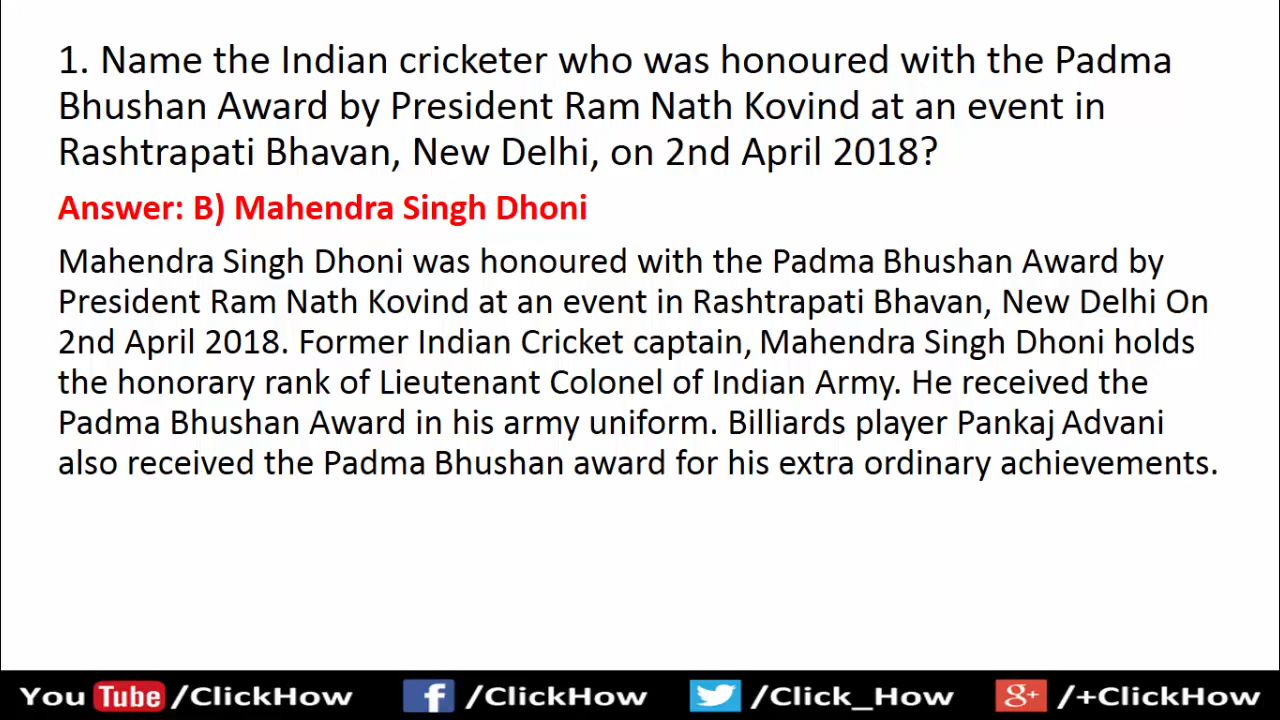 1. Name the Indian cricketer who was honoured with the Padma
Bhushan Award by President Ram Nath Kovind at an event in
Rashtrapati Bhavan, New Delhi, on 2nd April 2018?
Answer: B) Mahendra Singh Dhoni
Mahendra Singh Dhoni was honoured with the Padma Bhushan Award by
President Ram Nath Kovind at an event in Rashtrapati Bhavan, New Delhi On
2nd April 2018. Former Indian Cricket captain, Mahendra Singh Dhoni holds
the honorary rank of Lieutenant Colonel of Indian Army. He received the
Padma Bhushan Award in his army uniform. Billiards player Pankaj Advani
also received the Padma Bhushan award for his extra ordinary achievements.
You Tube /ClickHow f /ClickHow /Click_How g+ /+ClickHow